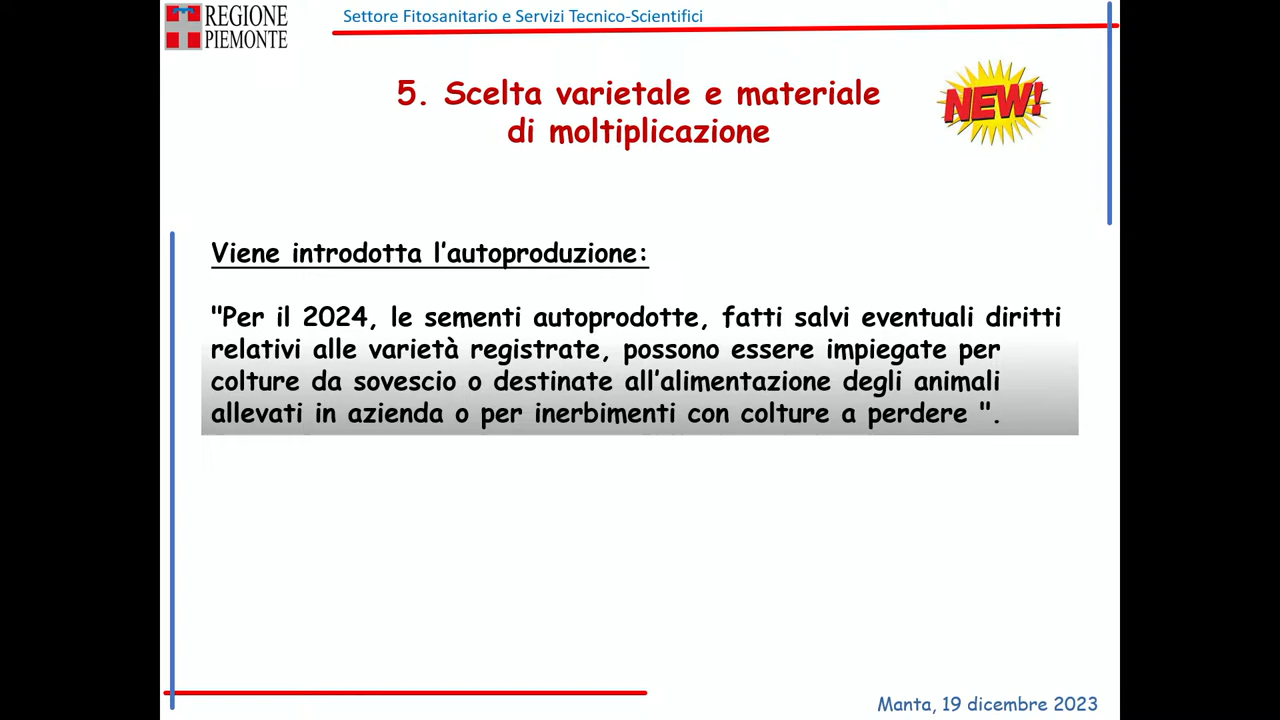 REGIONE
PIEMONTE
Settore Fitosanitario e Servizi Tecnico-Scientifici
5. Scelta varietale e materiale
di moltiplicazione
NEW!
Viene introdotta l’autoproduzione:
"Per il 2024, le sementi autoprodotte, fatti salvi eventuali diritti
relativi alle varietà registrate, possono essere impiegate per
colture da sovescio o destinate all’alimentazione degli animali
allevati in azienda o per inerbimenti con colture a perdere ".
Manta, 19 dicembre 2023